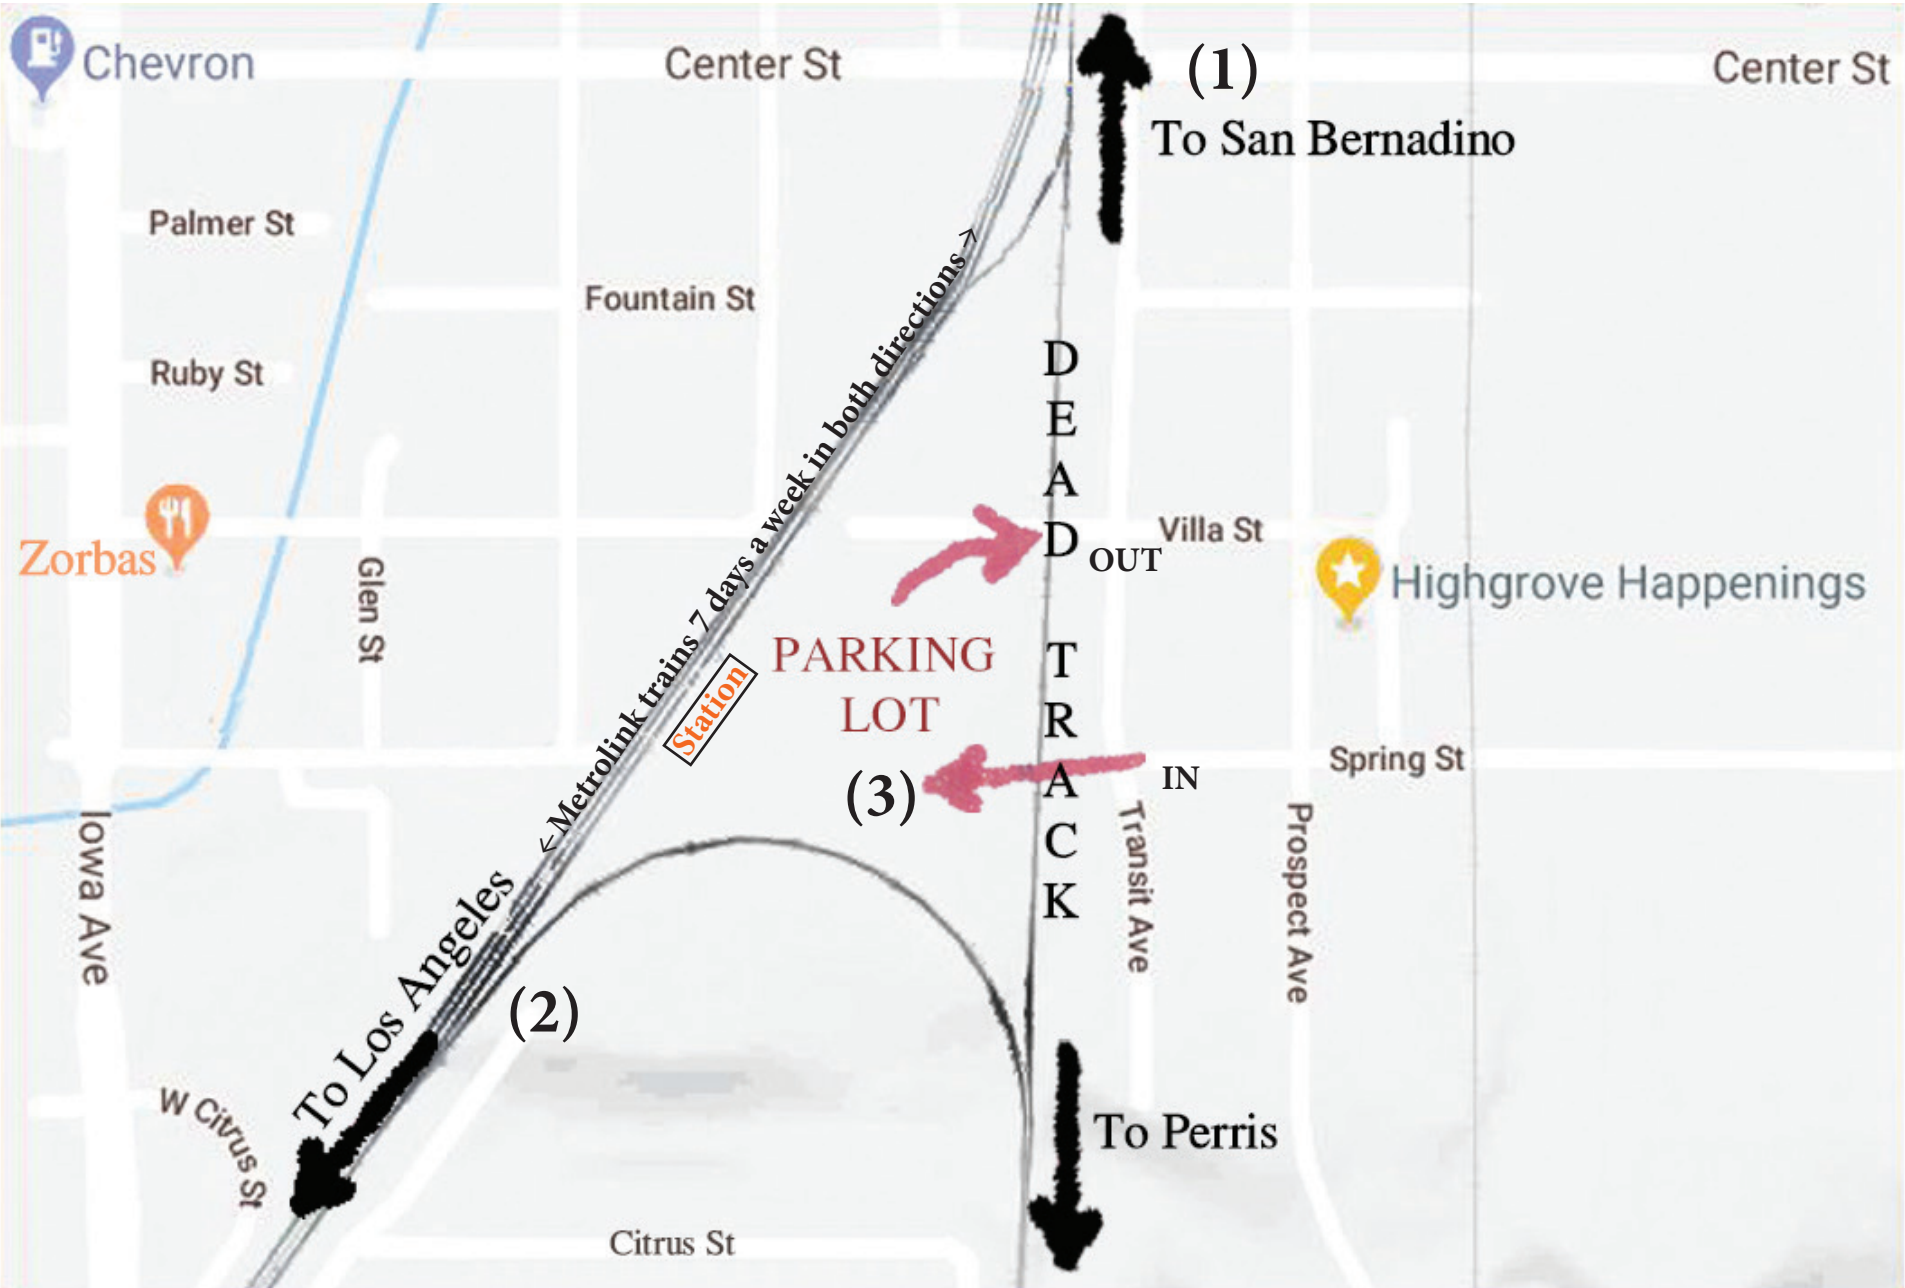 Chevron
Center St
(1)
Center St
To San Bernadino
Palmer St
Fountain St
Ruby St
<-Metrolink trains 7 days a week in both directions->
DEAD TRACK
Villa St
OUT
Zorbas
Glen St
Highgrove Happenings
PARKING
LOT
Station
(3)
IN
Spring St
Iowa Ave
Transit Ave
Prospect Ave
To Los Angeles
(2)
W Citrus St
To Perris
Citrus St